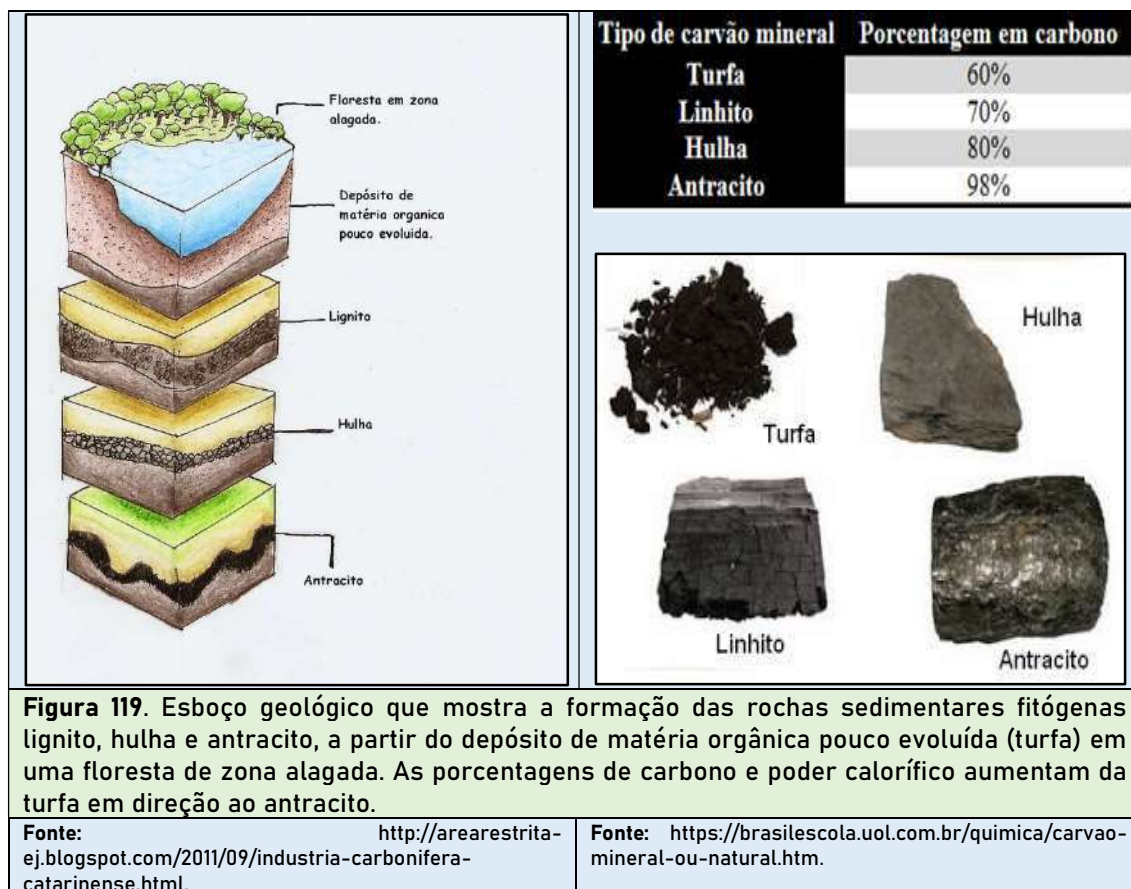 Floresta em zona
alagada.
Depósito de
matéria organica
pouco evoluida.
Lignito
Hulha
Antracito
Tipo de carvão mineral Porcentagem em carbono
Turfa 60%
Linhito 70%
Hulha 80%
Antracito 98%
Hulha
Turfa
Linhito
Antracito
Figura 119. Esboço geológico que mostra a formação das rochas sedimentares fitógenas
lignito, hulha e antracito, a partir do depósito de matéria orgânica pouco evoluída (turfa) em
uma floresta de zona alagada. As porcentagens de carbono e poder calorífico aumentam da
turfa em direção ao antracito.
Fonte: http://arearestrita-
ej.blogspot.com/2011/09/industria-carbonifera-
catarinense.html.
Fonte: https://brasilescola.uol.com.br/quimica/carvao-
mineral-ou-natural.htm.